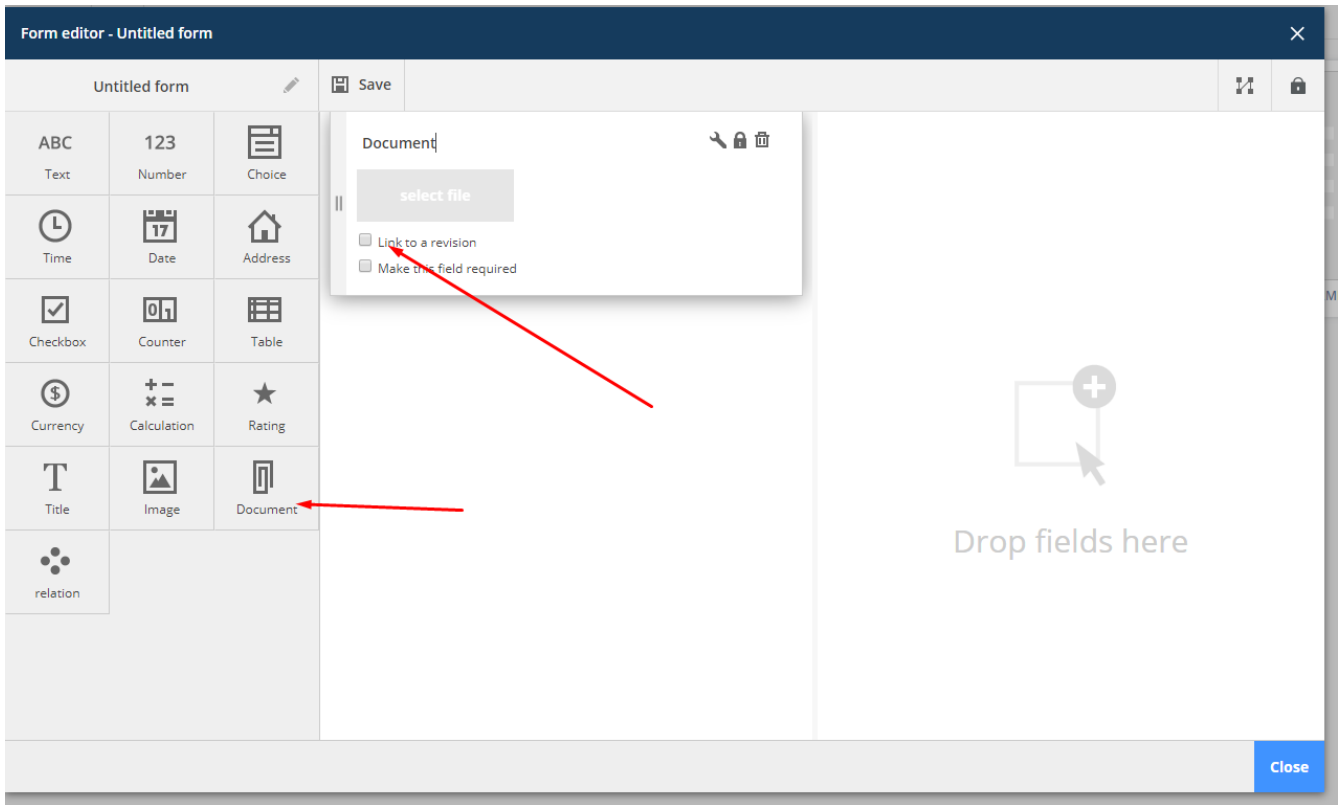 Form editor - Untitled form
Untitled form
Save
ABC
123
Text
Number
Choice
17
Time
Date
Address
0 1
Checkbox
Counter
Table
$
Currency
Calculation
Rating
T
Title
Image
Document
relation
Document
select file
Link to a revision
Make this field required
Drop fields here
M
Close